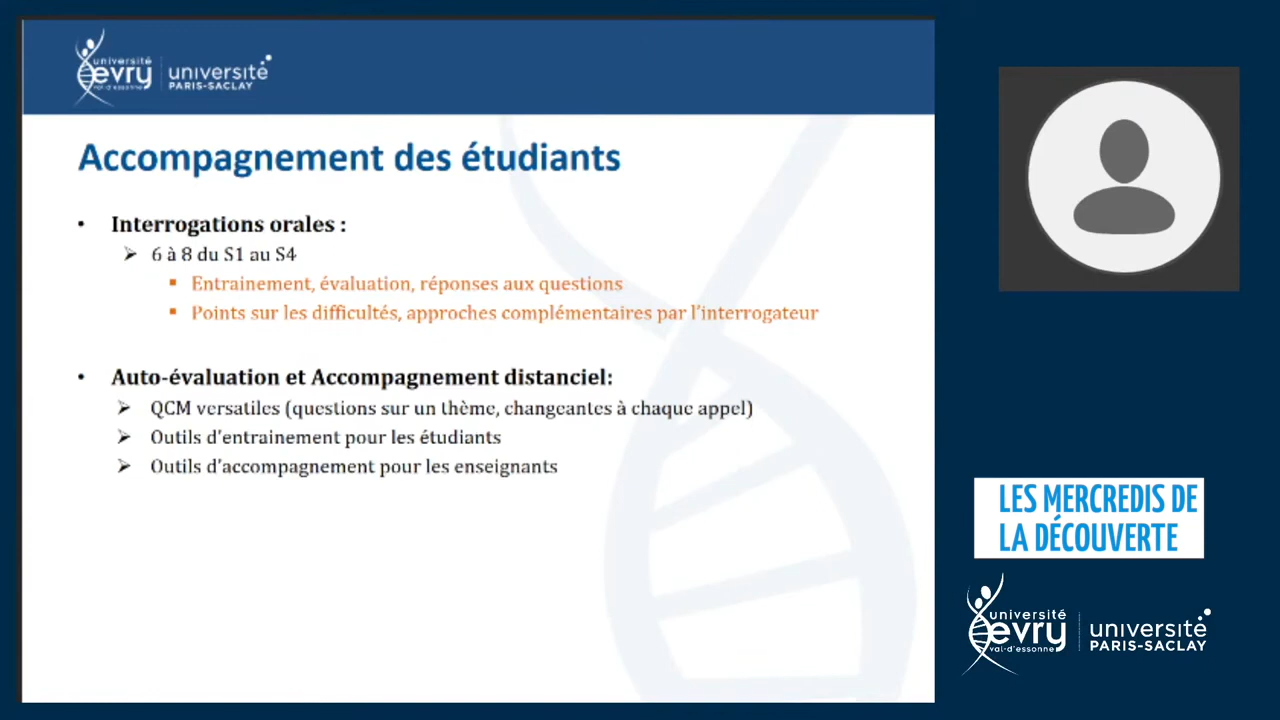 université
evry
val-d'essonne
université
PARIS-SACLAY
Accompagnement des étudiants
• Interrogations orales :
➢ 6 à 8 du S1 au S4
▪ Entrainement, évaluation, réponses aux questions
▪ Points sur les difficultés, approches complémentaires par l'interrogateur
• Auto-évaluation et Accompagnement distanciel:
➢ QCM versatiles (questions sur un thème, changeantes à chaque appel)
➢ Outils d'entrainement pour les étudiants
➢ Outils d'accompagnement pour les enseignants
LES MERCREDIS DE
LA DÉCOUVERTE
université
evry
val-d'essonne
université
PARIS-SACLAY